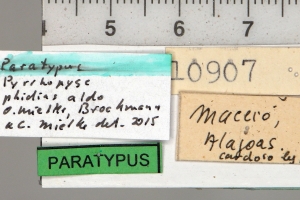 4 5 6 7
Paratypus
Pyrrhopyge
phidias aldo
O. Mielke, Brockmann
& C. Mielke det. 2015
10907
Maceió,
Alagoas
Cardoso leg
PARATYPUS